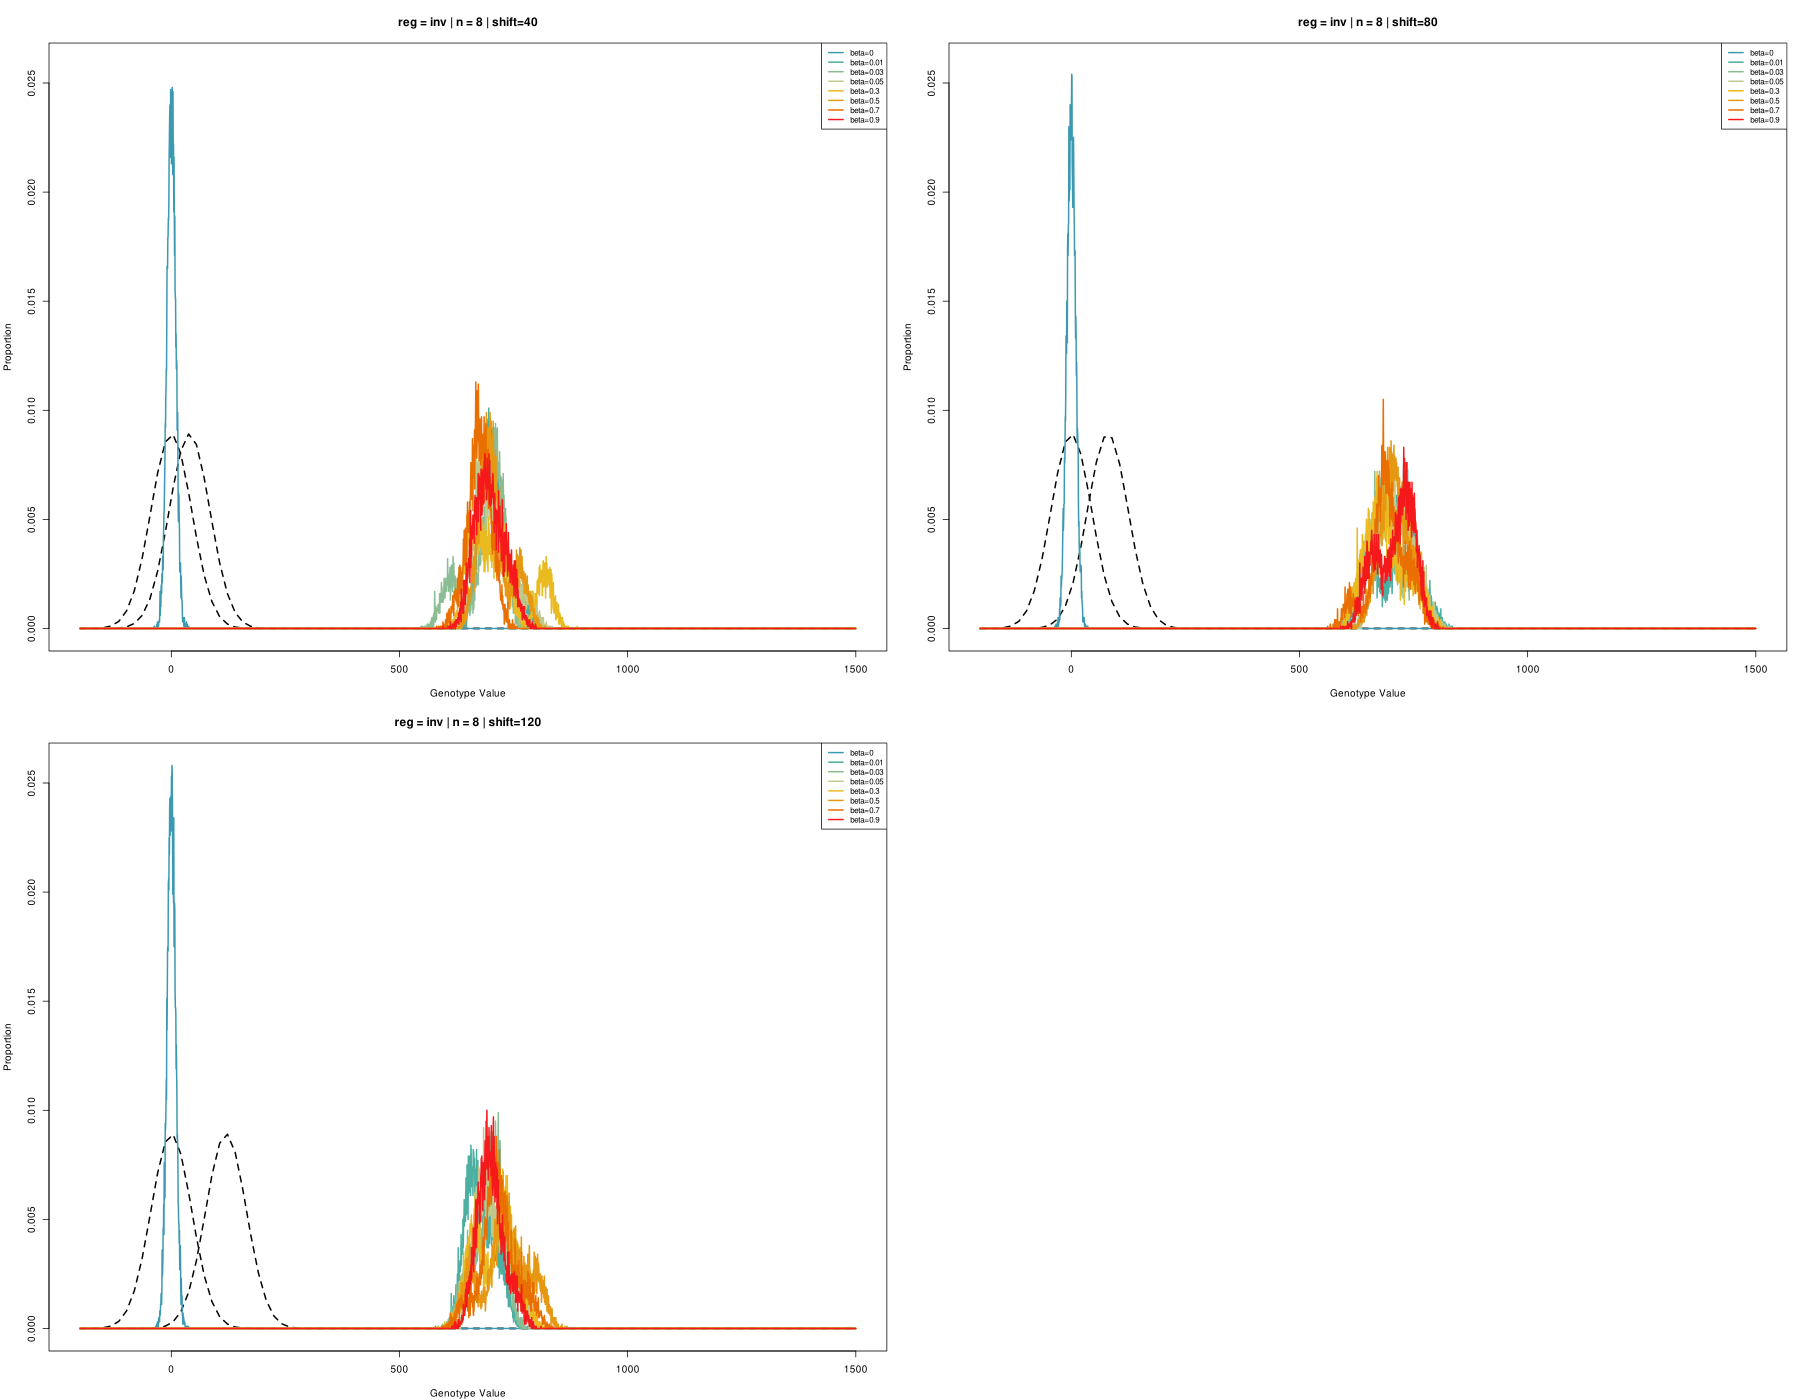 reg = inv | n = 8 | shift=40
beta=0
beta=0.01
beta=0.03
beta=0.05
beta=0.3
beta=0.5
beta=0.7
beta=0.9
Proportion
0.025
0.020
0.015
0.010
0.005
0.000
0 500 1000 1500
Genotype Value
reg = inv | n = 8 | shift=80
beta=0
beta=0.01
beta=0.03
beta=0.05
beta=0.3
beta=0.5
beta=0.7
beta=0.9
Proportion
0.025
0.020
0.015
0.010
0.005
0.000
0 500 1000 1500
Genotype Value
reg = inv | n = 8 | shift=120
beta=0
beta=0.01
beta=0.03
beta=0.05
beta=0.3
beta=0.5
beta=0.7
beta=0.9
Proportion
0.025
0.020
0.015
0.010
0.005
0.000
0 500 1000 1500
Genotype Value